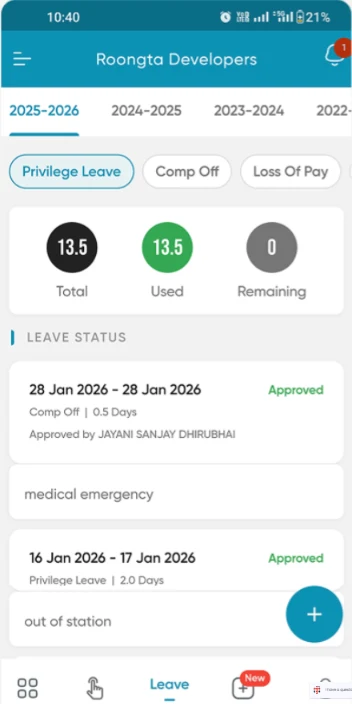 10:40
21%
Roongta Developers
1
2025-2026 2024-2025 2023-2024 2022-
Privilege Leave Comp Off Loss Of Pay
13.5 13.5 0
Total Used Remaining
LEAVE STATUS
28 Jan 2026 - 28 Jan 2026 Approved
Comp Off | 0.5 Days
Approved by JAYANI SANJAY DHIRUBHAI
medical emergency
16 Jan 2026 - 17 Jan 2026 Approved
Privilege Leave | 2.0 Days
out of station
+
New
Leave